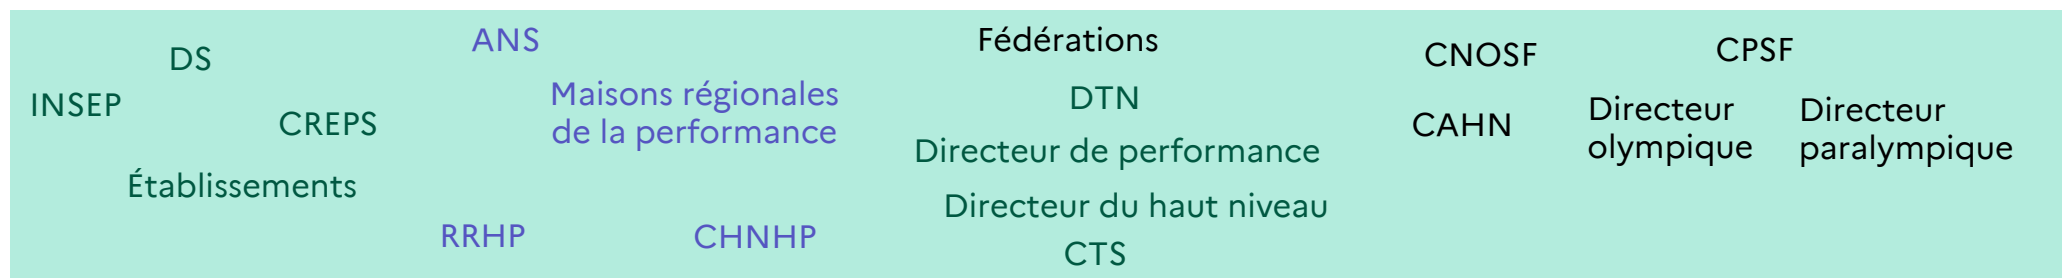 DS
INSEP
CREPS
Établissements
ANS
Maisons régionales
de la performance
RRHP
CHNHP
Fédérations
DTN
Directeur de performance
Directeur du haut niveau
CTS
CNOSF
CPSF
CAHN
Directeur
olympique
Directeur
paralympique